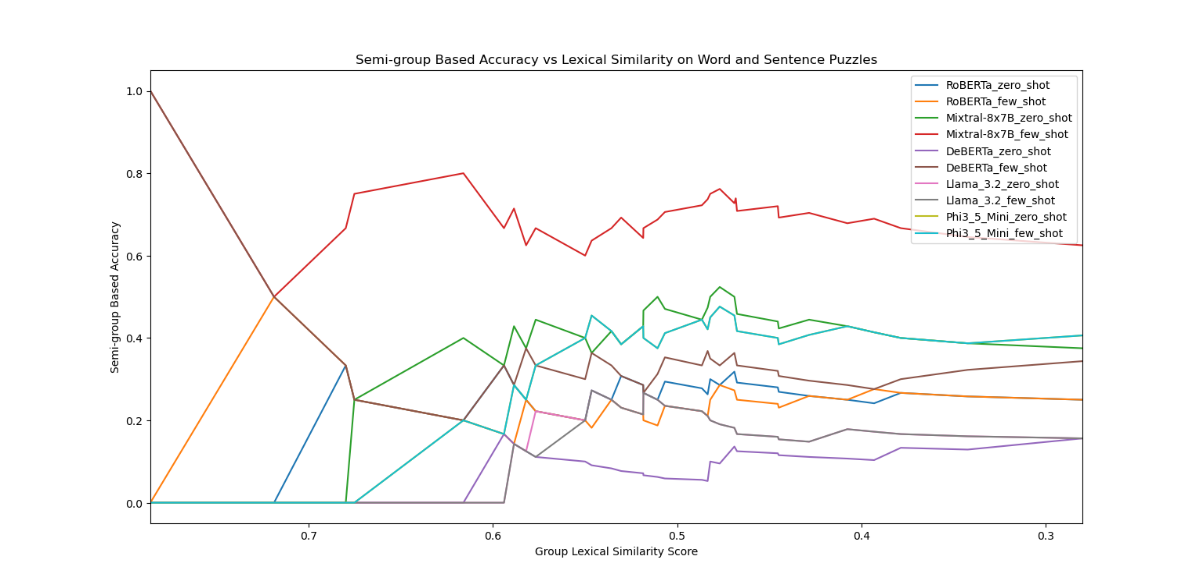 Semi-group Based Accuracy vs Lexical Similarity on Word and Sentence Puzzles
Semi-group Based Accuracy
1.0
0.8
0.6
0.4
0.2
0.0
RoBERTa_zero_shot
RoBERTa_few_shot
Mixtral-8x7B_zero_shot
Mixtral-8x7B_few_shot
DeBERTa_zero_shot
DeBERTa_few_shot
Llama_3.2_zero_shot
Llama_3.2_few_shot
Phi3_5_Mini_zero_shot
Phi3_5_Mini_few_shot
0.7 0.6 0.5 0.4 0.3
Group Lexical Similarity Score